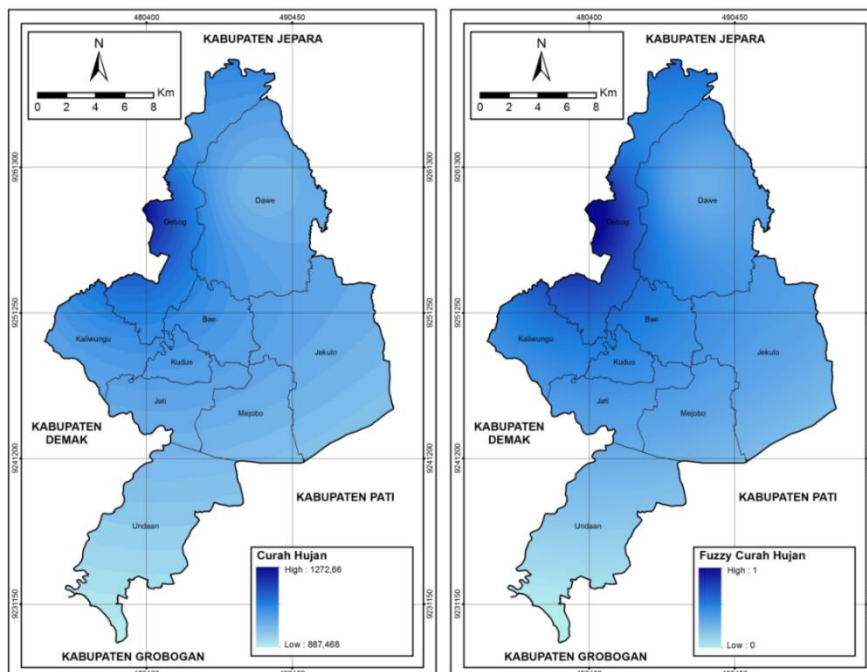 480400
490450
KABUPATEN JEPARA
N
Km
0 2 4 6 8
9261300
Dawe
Gebog
9251250
Bae
Kaliwungu
Kudus
Jekulo
Jati
Mejobo
KABUPATEN
DEMAK
9241200
KABUPATEN PATI
Undaan
Curah Hujan
High : 1272,66
Low : 887,468
9231150
KABUPATEN GROBOGAN
480400
490450
KABUPATEN JEPARA
N
Km
0 2 4 6 8
9261300
Dawe
Gebog
9251250
Bae
Kaliwungu
Kudus
Jekulo
Jati
Mejobo
KABUPATEN
DEMAK
9241200
KABUPATEN PATI
Undaan
Fuzzy Curah Hujan
High : 1
Low : 0
9231150
KABUPATEN GROBOGAN